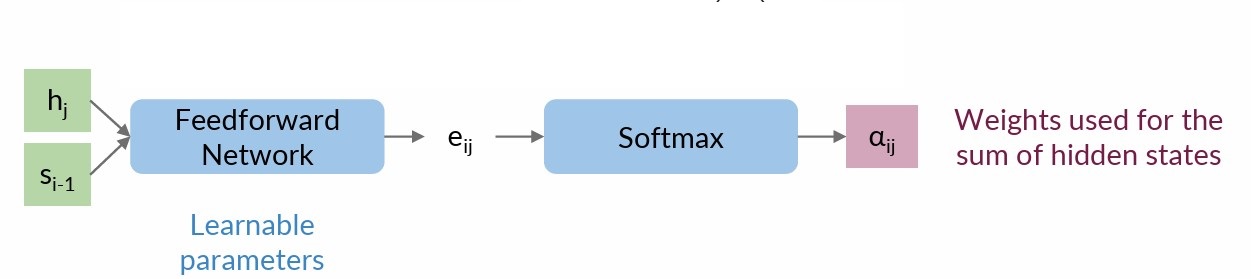 h_j
s_{i-1}
Feedforward
Network
e_{ij}
Softmax
α_{ij}
Weights used for the
sum of hidden states
Learnable
parameters